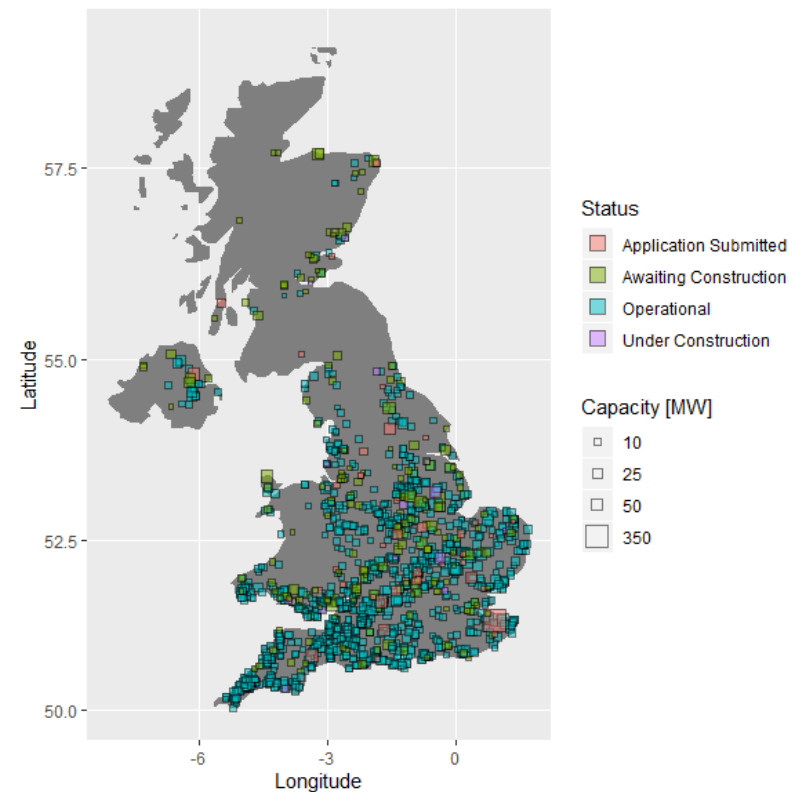 57.5
55.0
52.5
50.0
Latitude
-6
-3
0
Longitude
Status
Application Submitted
Awaiting Construction
Operational
Under Construction
Capacity [MW]
10
25
50
350